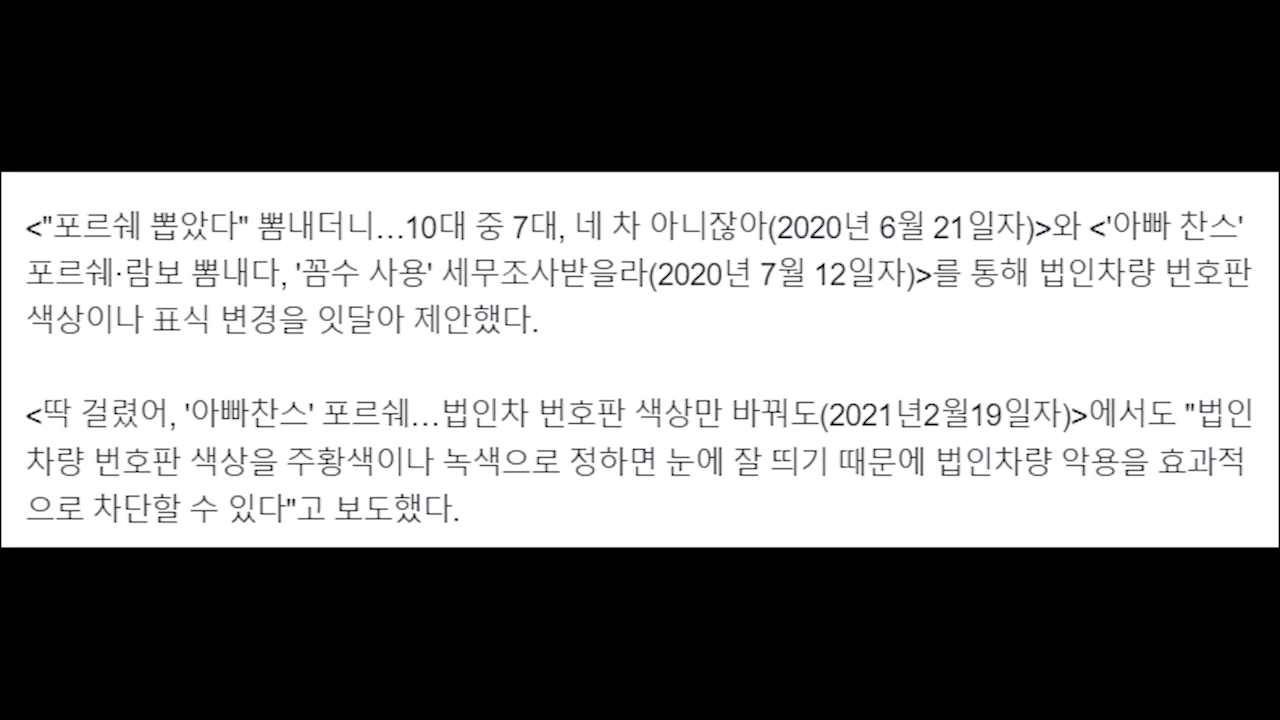 <"포르쉐 뽑았다" 뽐내더니...10대 중 7대, 네 차 아니잖아(2020년 6월 21일자)>와 <'아빠 찬스'
포르쉐·람보 뽐내다, '꼼수 사용' 세무조사받을라(2020년 7월 12일자)>를 통해 법인차량 번호판
색상이나 표식 변경을 잇달아 제안했다.
<딱 걸렸어, '아빠찬스' 포르쉐...법인차 번호판 색상만 바꿔도(2021년2월19일자)>에서도 "법인
차량 번호판 색상을 주황색이나 녹색으로 정하면 눈에 잘 띄기 때문에 법인차량 악용을 효과적
으로 차단할 수 있다"고 보도했다.